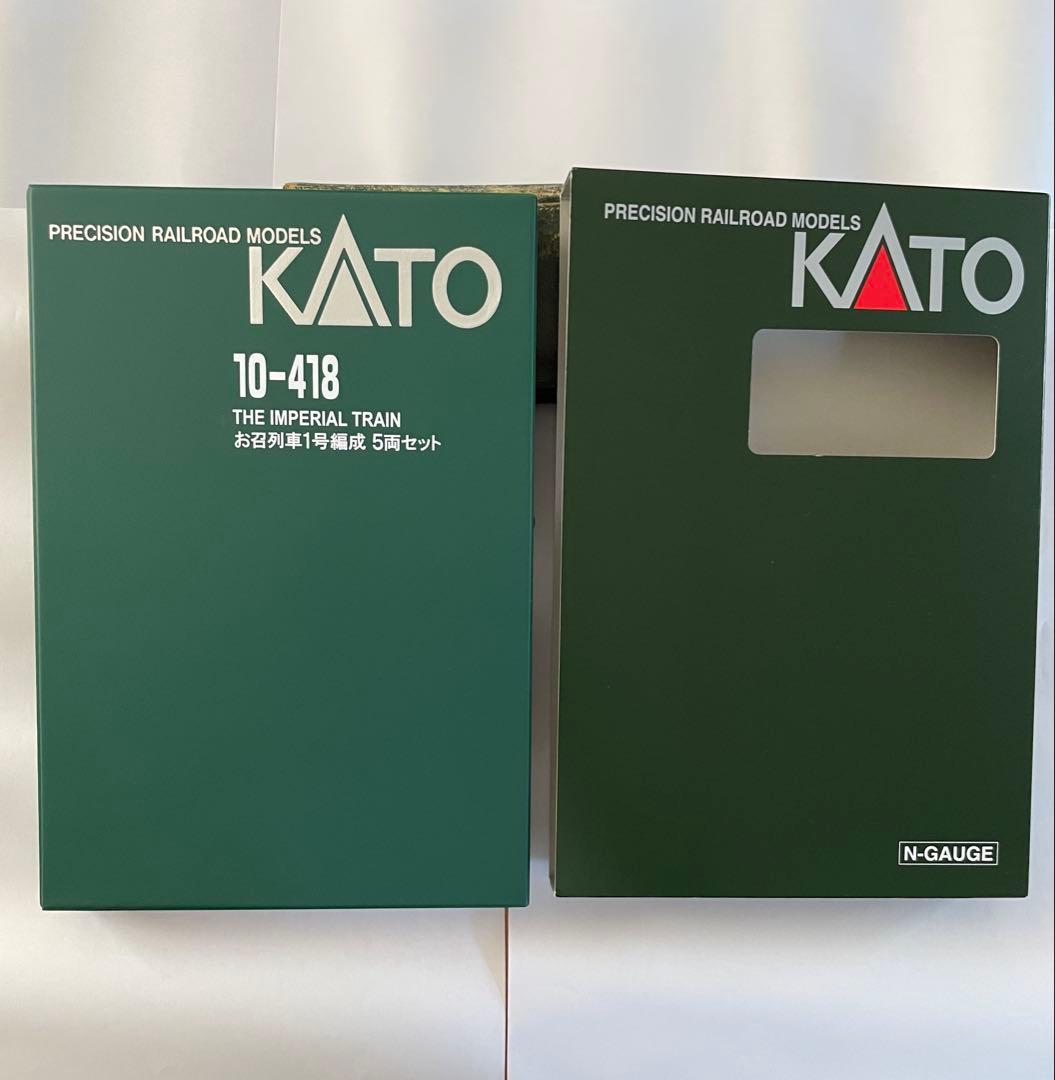 PRECISION RAILROAD MODELS
KATO
10-418
THE IMPERIAL TRAIN
お召列車1号編成 5両セット
PRECISION RAILROAD MODELS
KATO
N-GAUGE